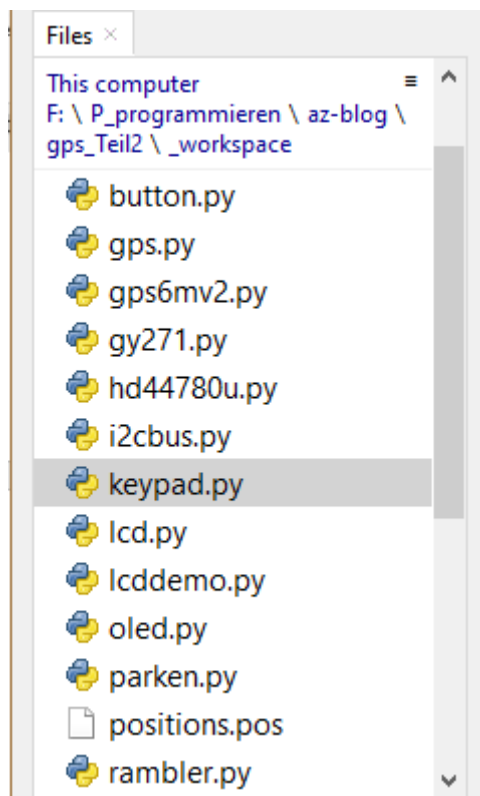 Files
This computer
F: \ P_programmieren \ az-blog \
gps_Teil2 \ _workspace
button.py
gps.py
gps6mv2.py
gy271.py
hd44780u.py
i2cbus.py
keypad.py
lcd.py
lcddemo.py
oled.py
parken.py
positions.pos
rambler.py